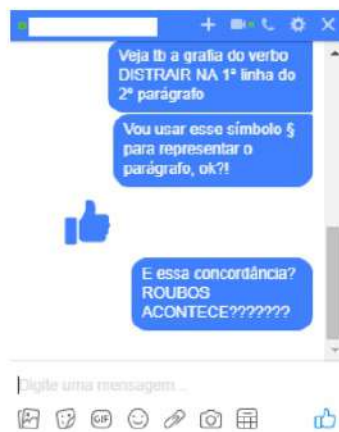 Veja tb a grafia do verbo
DISTRAIR NA 1ª linha do
2º parágrafo
Vou usar esse símbolo §
para representar o
parágrafo, ok?!
E essa concordância?
ROUBOS
ACONTECE???????
Digite uma mensagem...
GIF